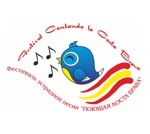 Festival Cantando la Costa Brava
ФЕСТИВАЛЬ ЭСТРАДНОЙ ПЕСНИ "ПОЮЩАЯ КОСТА БРАВА"